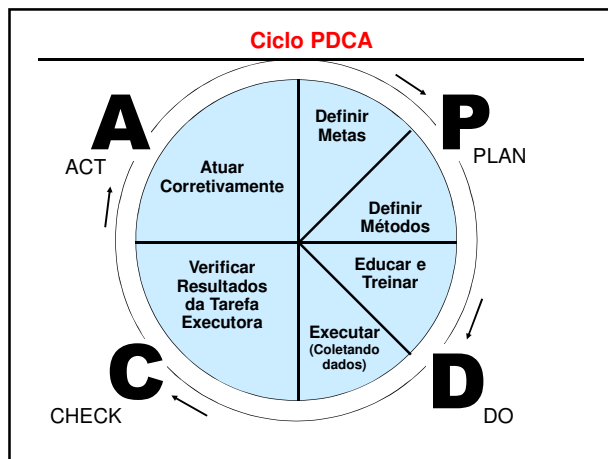 Ciclo PDCA
A
ACT
P
PLAN
Definir
Metas
Atuar
Corretivamente
Definir
Métodos
Educar e
Treinar
Verificar
Resultados
da Tarefa
Executora
Executar
(Coletando
dados)
C
CHECK
D
DO